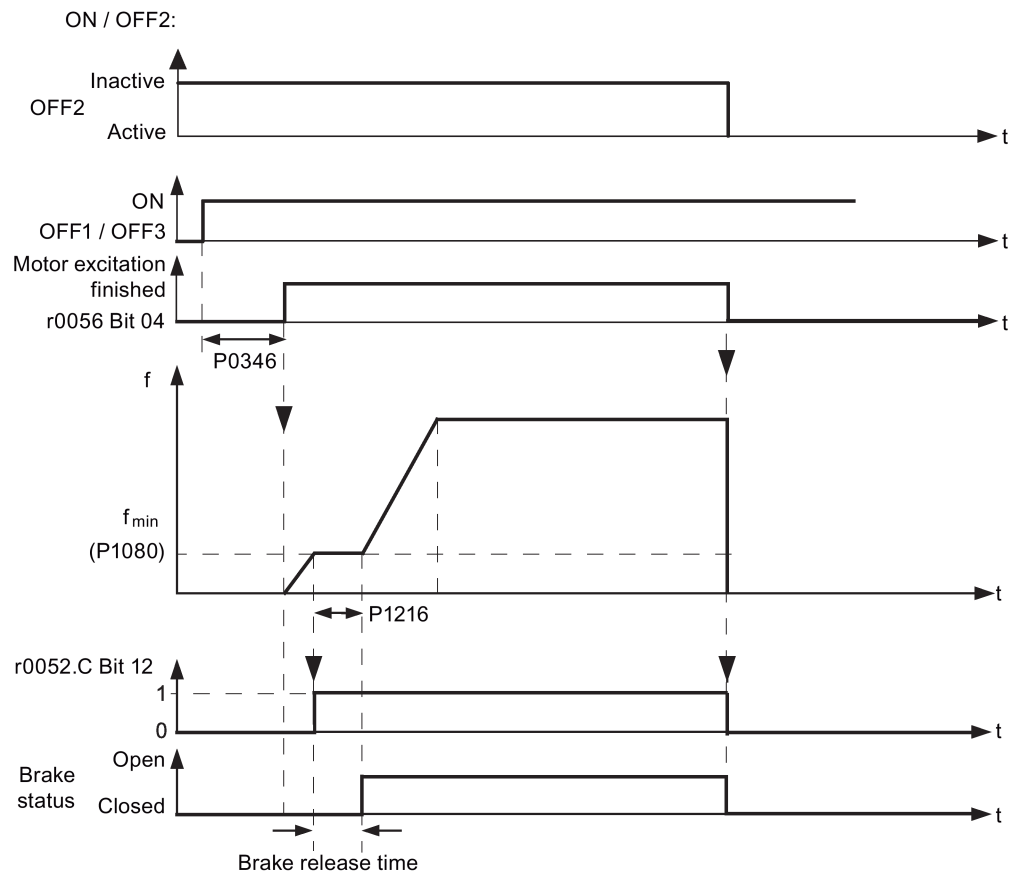 ON / OFF2:
Inactive
OFF2
Active
t
ON
OFF1 / OFF3
t
Motor excitation
finished
r0056 Bit 04
t
P0346
f
f min
(P1080)
t
P1216
r0052.C Bit 12
1
0
t
Open
Brake
status
Closed
t
Brake release time